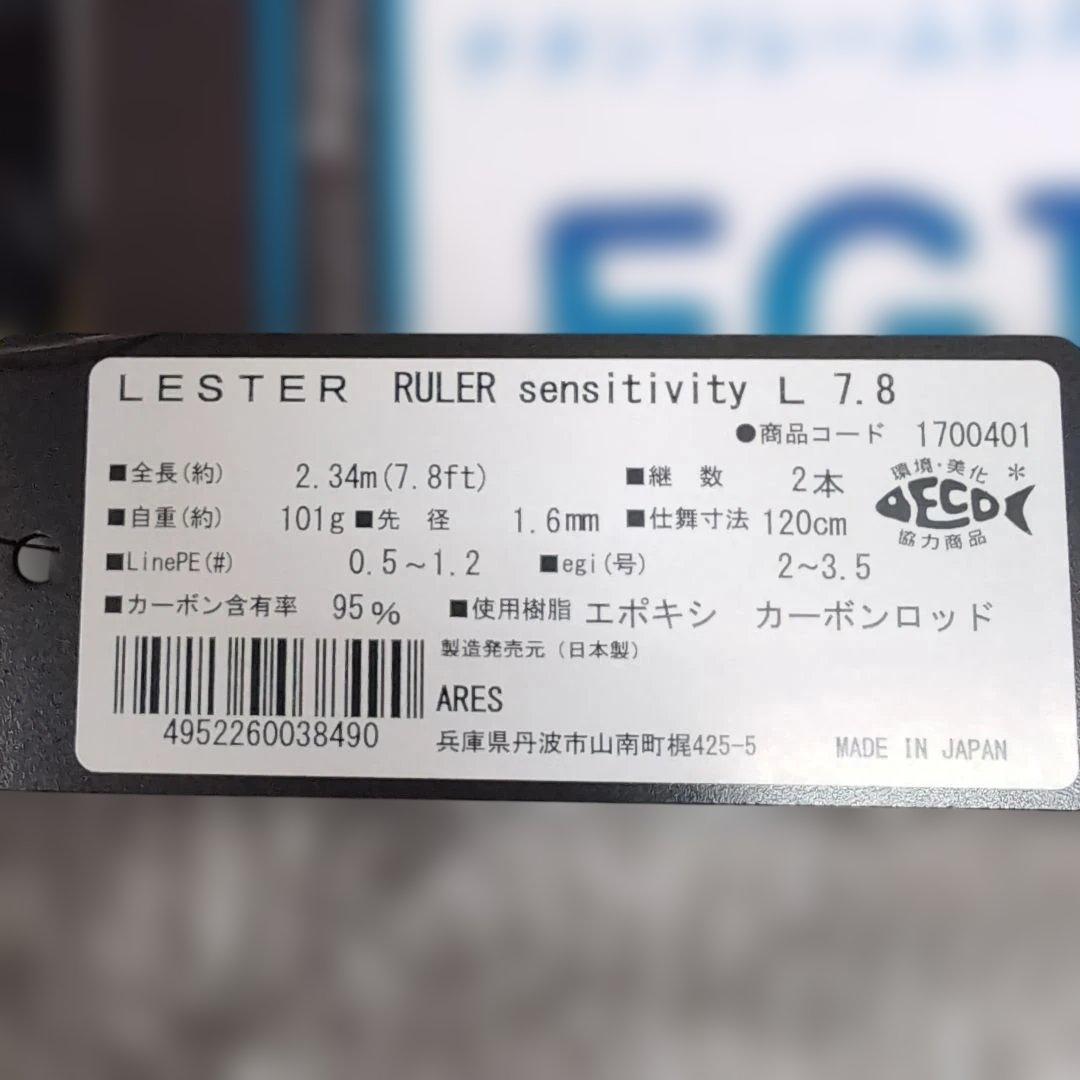 EGI
LESTER RULER sensitivity L 7.8
●商品コード 1700401
■全長(約) 2.34m(7.8ft) ■継 数 2本
環境・美化 *
■自重(約) 101g ■先 径 1.6mm ■仕舞寸法 120cm
ECO
協力商品
■LinePE(#) 0.5~1.2 ■egi(号) 2~3.5
■カーボン含有率 95% ■使用樹脂 エポキシ カーボンロッド
製造発売元(日本製)
ARES
4952260038490
兵庫県丹波市山南町梶425-5 MADE IN JAPAN